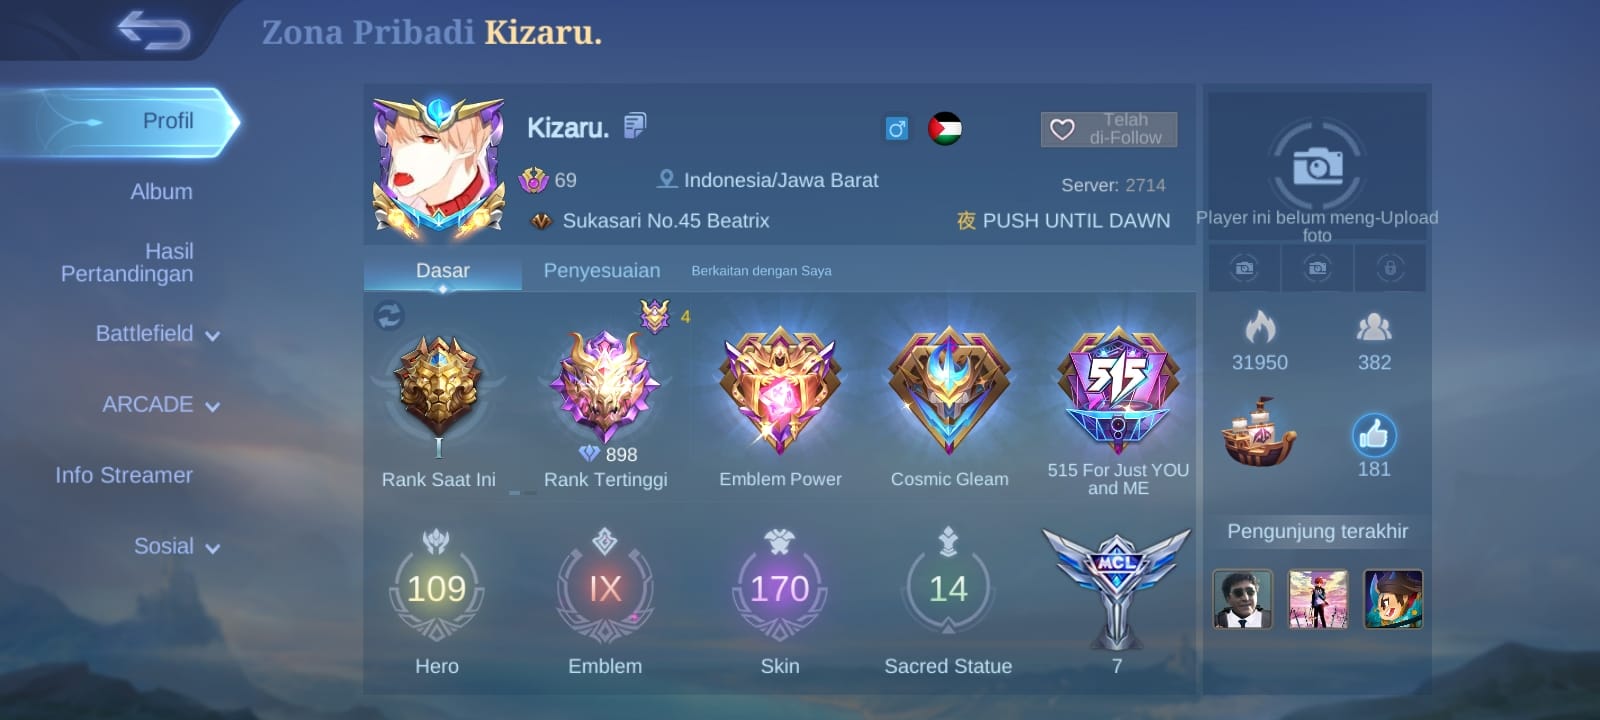 Zona Pribadi Kizaru.
Profil
Album
Hasil
Pertandingan
Battlefield
ARCADE
Info Streamer
Sosial
Kizaru.
Telah
di-Follow
69
Indonesia/Jawa Barat
Server: 2714
Sukasari No.45 Beatrix
夜 PUSH UNTIL DAWN
Dasar
Penyesuaian
Berkaitan dengan Saya
4
I
898
515
Rank Saat Ini
Rank Tertinggi
Emblem Power
Cosmic Gleam
515 For Just YOU
and ME
109
IX
170
14
MCL
Hero
Emblem
Skin
Sacred Statue
7
Player ini belum meng-Upload
foto
31950
382
181
Pengunjung terakhir